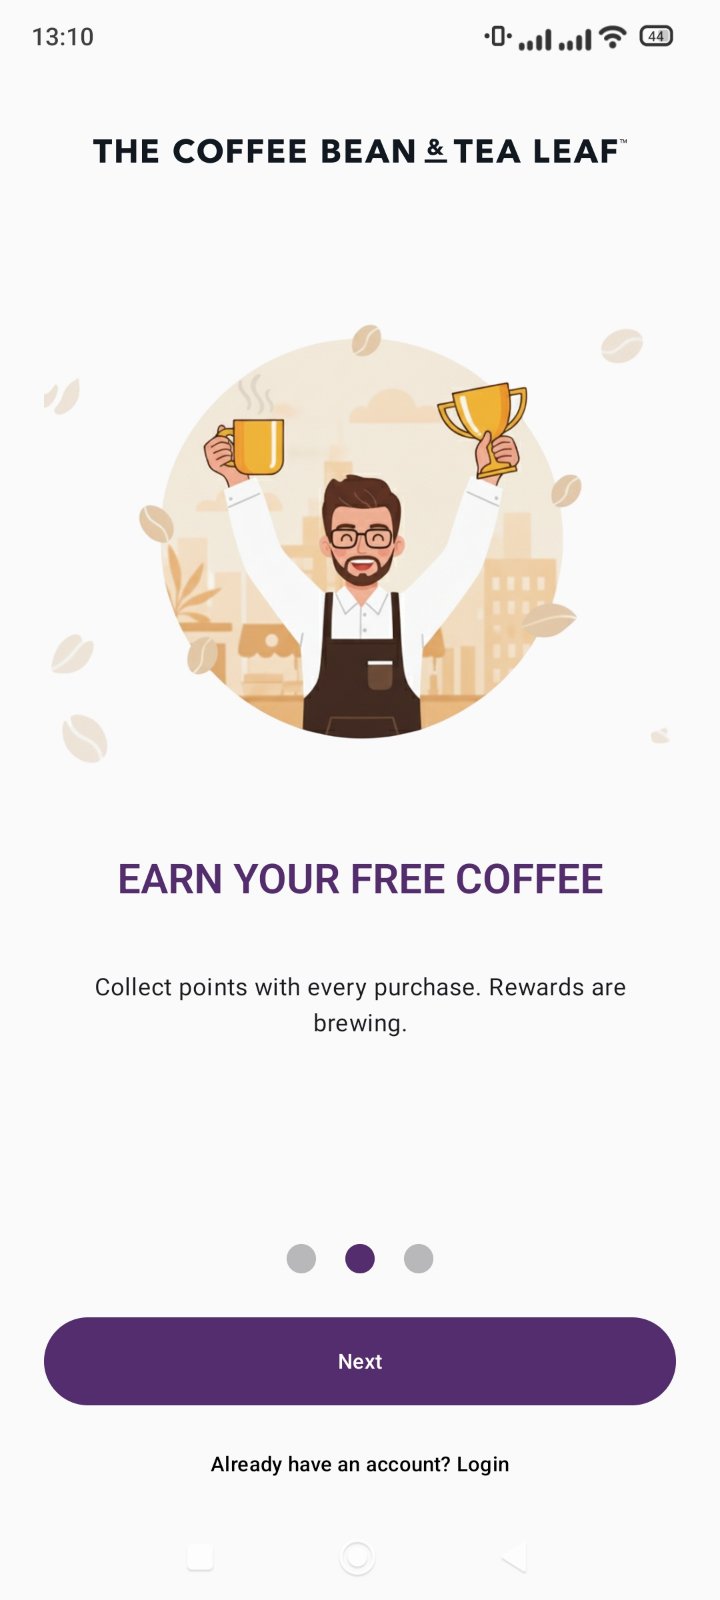 13:10
44
THE COFFEE BEAN & TEA LEAF™
EARN YOUR FREE COFFEE
Collect points with every purchase. Rewards are
brewing.
Next
Already have an account? Login